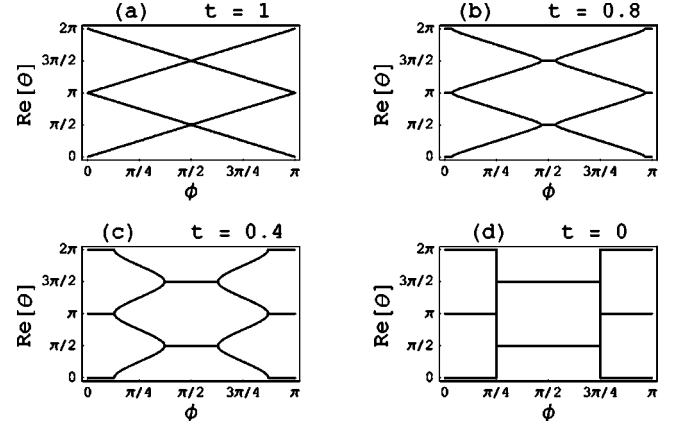 (a) t = 1
2π
3π/2
π
π/2
0
Re[θ]
0 π/4 π/2 3π/4 π
ϕ
(b) t = 0.8
2π
3π/2
π
π/2
0
Re[θ]
0 π/4 π/2 3π/4 π
ϕ
(c) t = 0.4
2π
3π/2
π
π/2
0
Re[θ]
0 π/4 π/2 3π/4 π
ϕ
(d) t = 0
2π
3π/2
π
π/2
0
Re[θ]
0 π/4 π/2 3π/4 π
ϕ